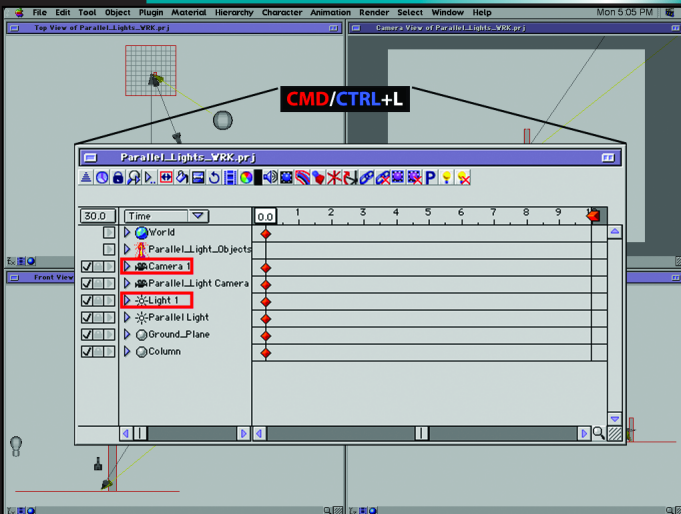 File Edit Tool Object Plugin Material Hierarchy Character Animation Render Select Window Help Mon 5:05 PM
Top View of Parallel_Lights_WRK.prj
Camera View of Parallel_Lights_WRK.prj
CMD/CTRL+L
Parallel_Lights_WRK.prj
P
30.0 Time 0.0 1 2 3 4 5 6 7 8 9
World
Parallel_Light_Objects
Camera 1
Parallel_Light Camera
Light 1
Parallel Light
Ground_Plane
Column
Front View